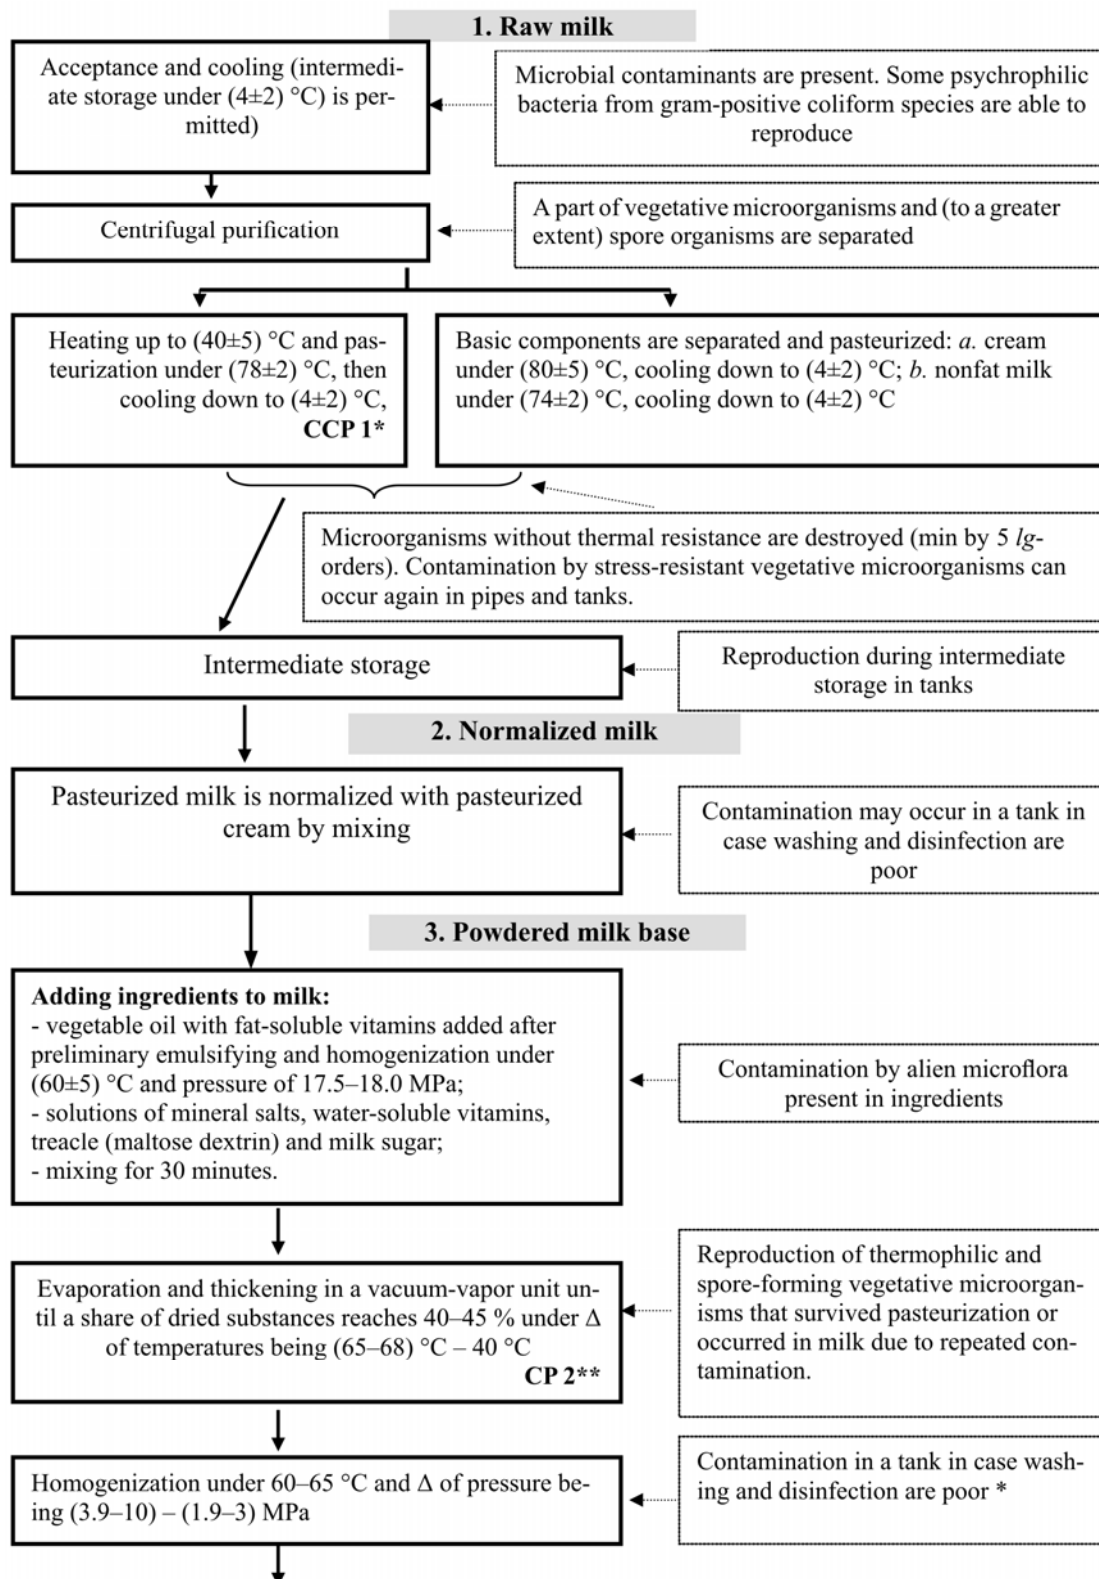 1. Raw milk
Acceptance and cooling (intermedi-
ate storage under (4±2) °C) is per-
mitted)
Microbial contaminants are present. Some psychrophilic
bacteria from gram-positive coliform species are able to
reproduce
Centrifugal purification
A part of vegetative microorganisms and (to a greater
extent) spore organisms are separated
Heating up to (40±5) °C and pas-
teurization under (78±2) °C, then
cooling down to (4±2) °C,
CCP 1*
Basic components are separated and pasteurized: a. cream
under (80±5) °C, cooling down to (4±2) °C; b. nonfat milk
under (74±2) °C, cooling down to (4±2) °C
Microorganisms without thermal resistance are destroyed (min by 5 lg-
orders). Contamination by stress-resistant vegetative microorganisms can
occur again in pipes and tanks.
Intermediate storage
Reproduction during intermediate
storage in tanks
2. Normalized milk
Pasteurized milk is normalized with pasteurized
cream by mixing
Contamination may occur in a tank in
case washing and disinfection are
poor
3. Powdered milk base
Adding ingredients to milk:
- vegetable oil with fat-soluble vitamins added after
preliminary emulsifying and homogenization under
(60±5) °C and pressure of 17.5–18.0 MPa;
- solutions of mineral salts, water-soluble vitamins,
treacle (maltose dextrin) and milk sugar;
- mixing for 30 minutes.
Contamination by alien microflora
present in ingredients
Evaporation and thickening in a vacuum-vapor unit un-
til a share of dried substances reaches 40–45 % under Δ
of temperatures being (65–68) °C – 40 °C
CP 2**
Reproduction of thermophilic and
spore-forming vegetative microorgan-
isms that survived pasteurization or
occurred in milk due to repeated con-
tamination.
Homogenization under 60–65 °C and Δ of pressure be-
ing (3.9–10) – (1.9–3) MPa
Contamination in a tank in case wash-
ing and disinfection are poor *